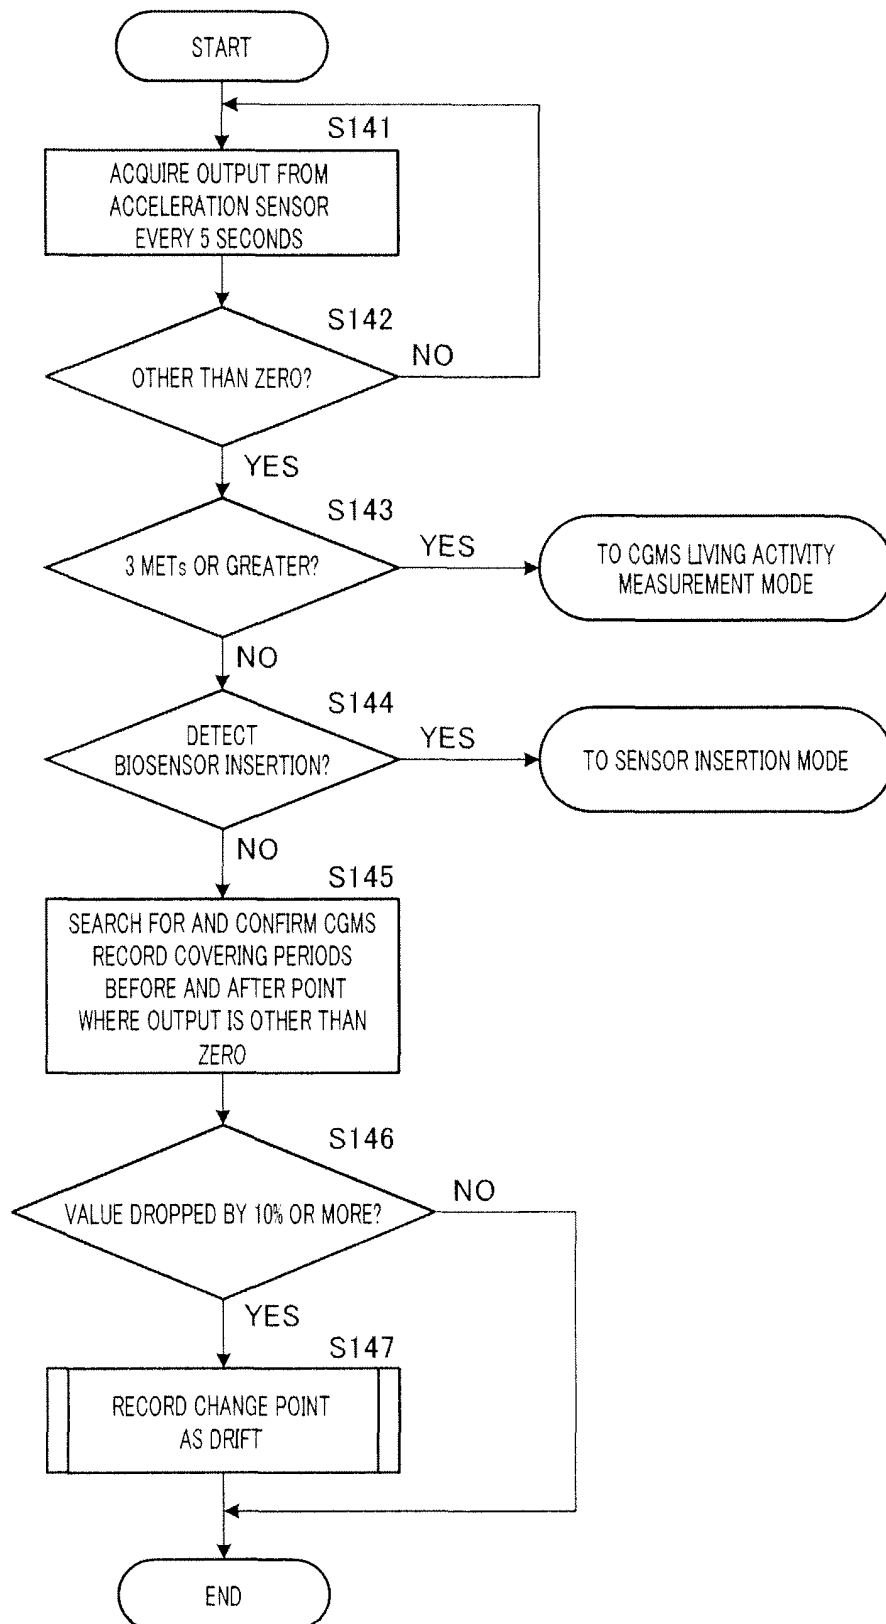 START
S141
ACQUIRE OUTPUT FROM
ACCELERATION SENSOR
EVERY 5 SECONDS
S142
OTHER THAN ZERO?
NO
YES
S143
3 METs OR GREATER?
YES
TO CGMS LIVING ACTIVITY
MEASUREMENT MODE
NO
S144
DETECT
BIOSENSOR INSERTION?
YES
TO SENSOR INSERTION MODE
NO
S145
SEARCH FOR AND CONFIRM CGMS
RECORD COVERING PERIODS
BEFORE AND AFTER POINT
WHERE OUTPUT IS OTHER THAN
ZERO
S146
VALUE DROPPED BY 10% OR MORE?
NO
YES
S147
RECORD CHANGE POINT
AS DRIFT
END